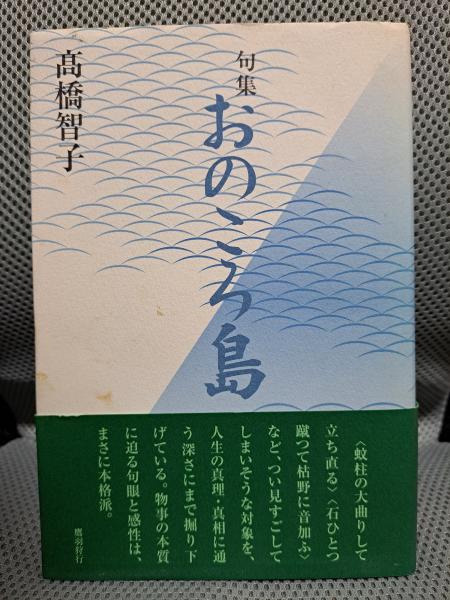 句集
おのころ島
髙橋智子
〈蚊柱の大曲りして
立ち直る〉〈石ひとつ
蹴つて枯野に音加ふ〉
など、つい見すごして
しまいそうな対象を、
人生の真理・真相に通
う深さにまで掘り下
げている。物事の本質
に迫る句眼と感性は、
まさに本格派。
鷹羽狩行